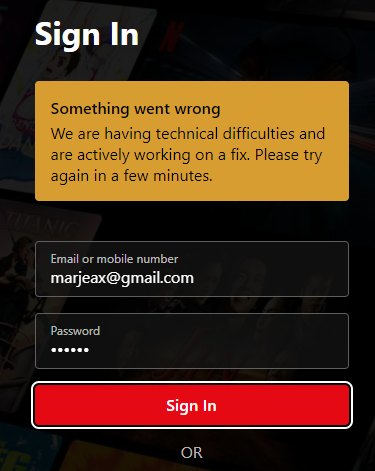 Sign In
Something went wrong
We are having technical difficulties and
are actively working on a fix. Please try
again in a few minutes.
Email or mobile number
marjeax@gmail.com
Password
••••••
Sign In
OR
TITANIC